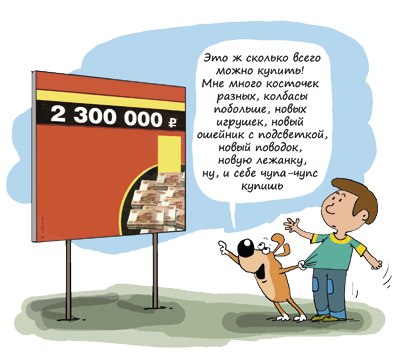 Это ж сколько всего
можно купить!
Мне много косточек
разных, колбасы
побольше, новых
игрушек, новый
ошейник с подсветкой,
новый поводок,
новую лежанку,
ну, и себе чупа-чупс
купишь
2 300 000 ₽